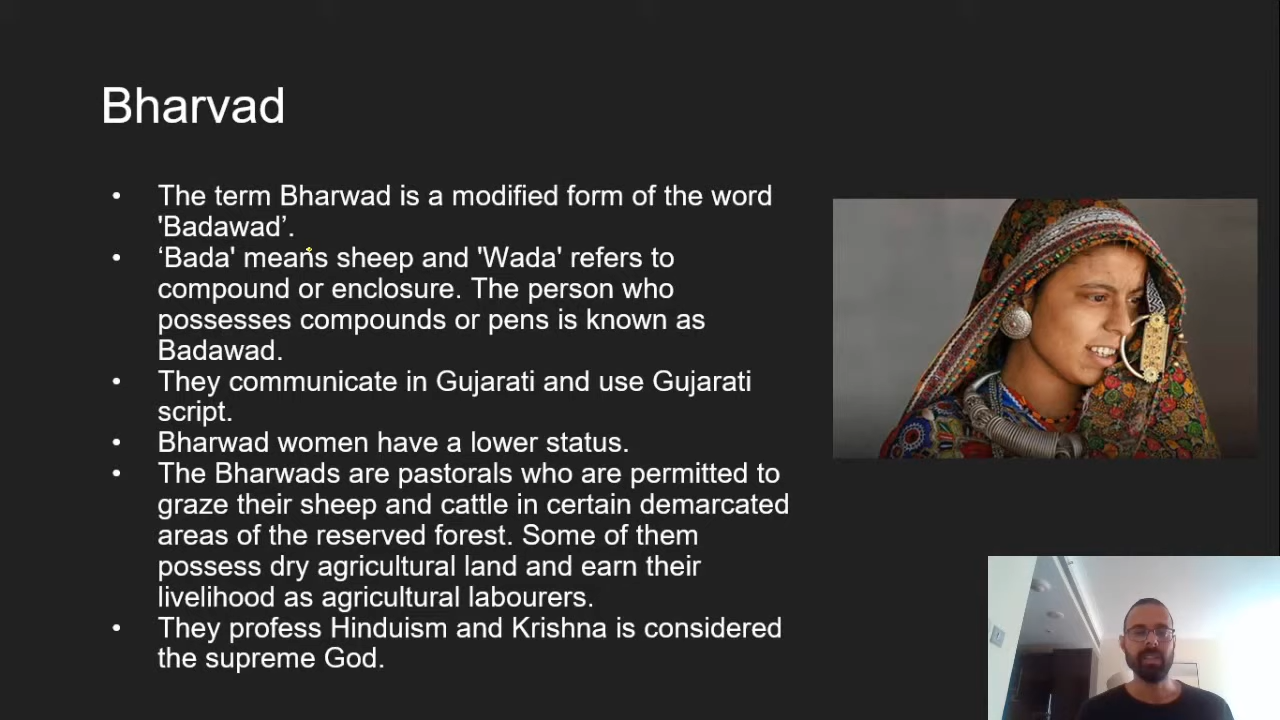 Bharvad
• The term Bharwad is a modified form of the word
'Badawad’.
• ‘Bada' means sheep and 'Wada' refers to
compound or enclosure. The person who
possesses compounds or pens is known as
Badawad.
• They communicate in Gujarati and use Gujarati
script.
• Bharwad women have a lower status.
• The Bharwads are pastorals who are permitted to
graze their sheep and cattle in certain demarcated
areas of the reserved forest. Some of them
possess dry agricultural land and earn their
livelihood as agricultural labourers.
• They profess Hinduism and Krishna is considered
the supreme God.